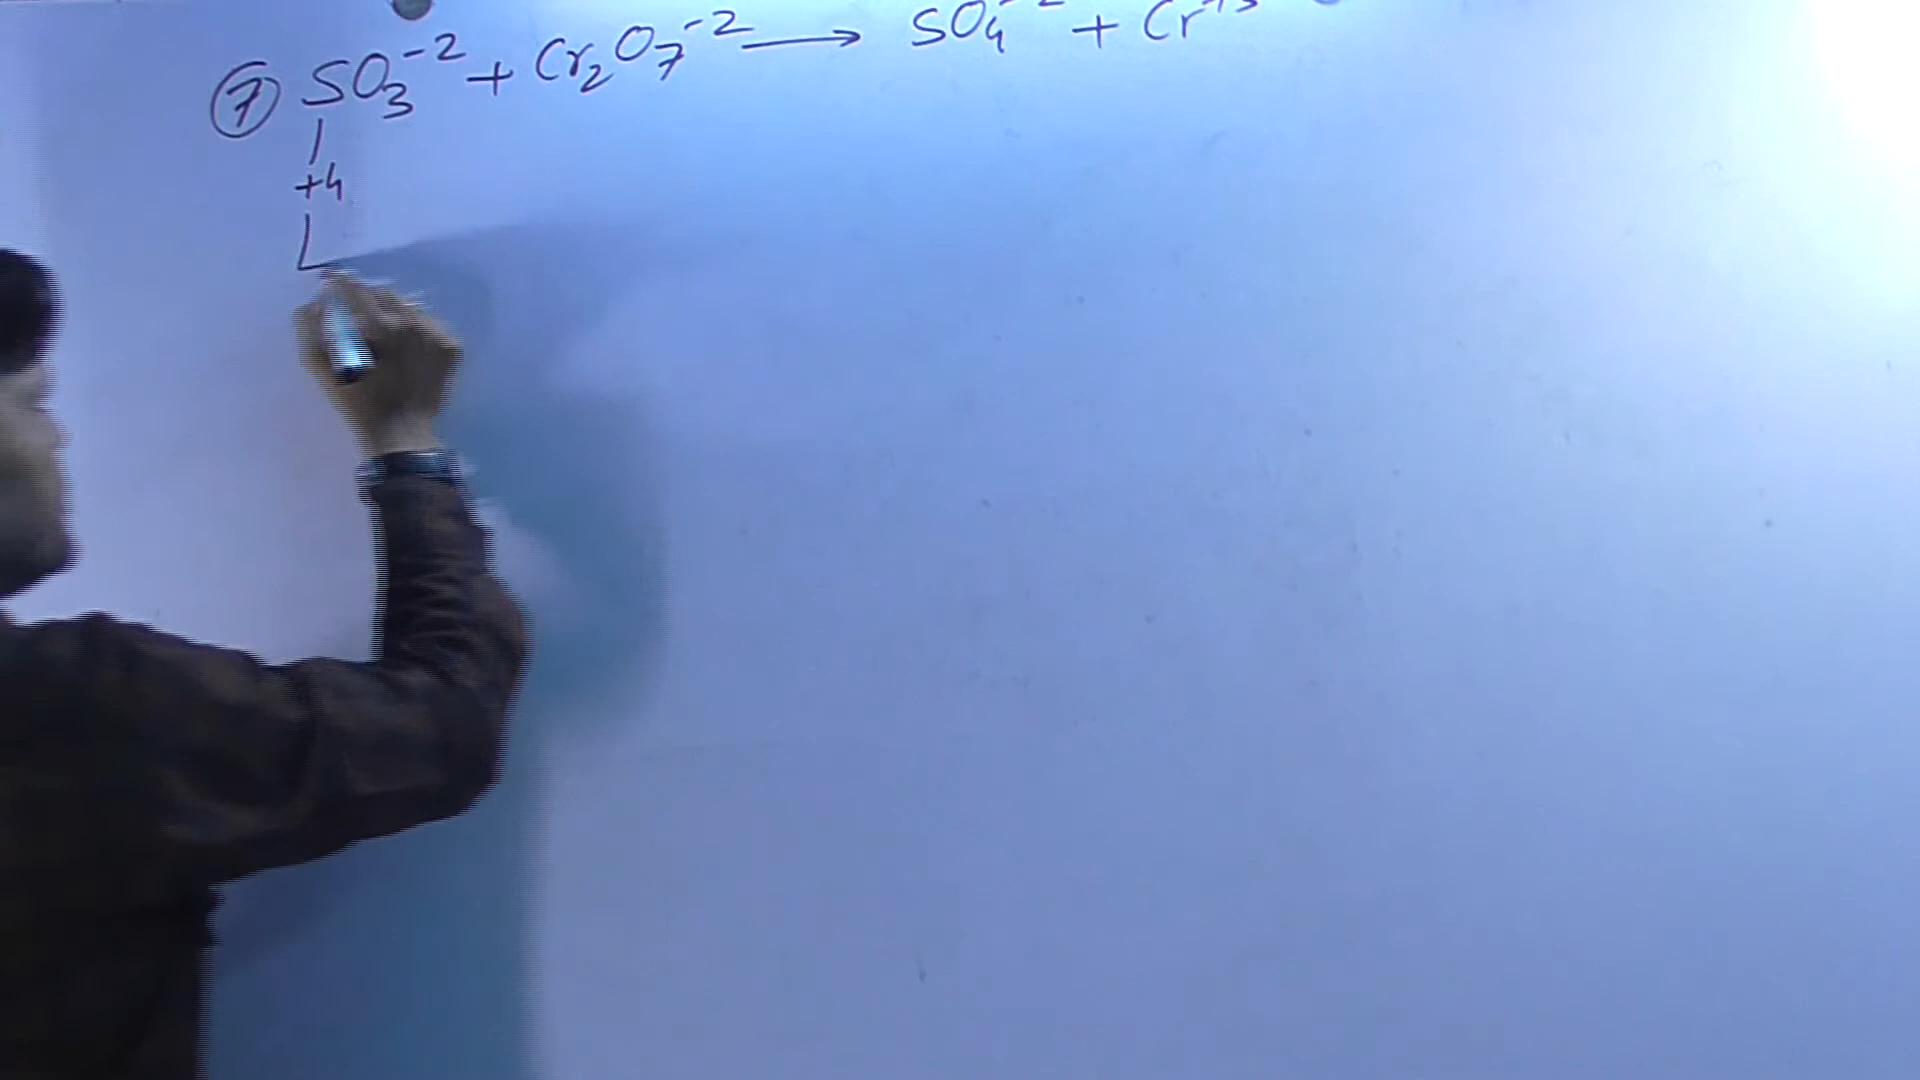 ⑦ SO₃⁻² + Cr₂O₇⁻² ⟶ SO₄⁻² + Cr⁺³
+4